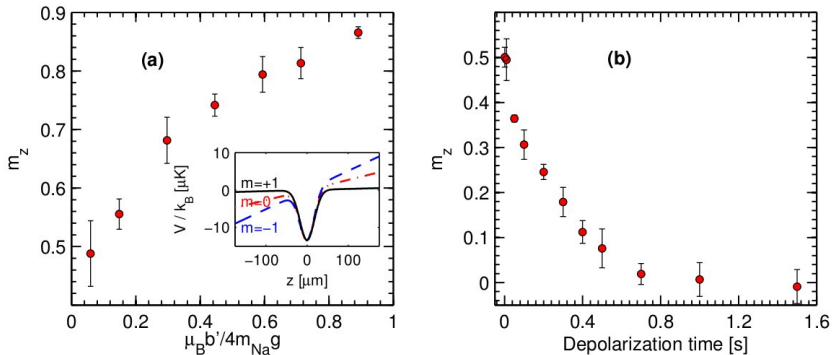 0.9
0.8
0.7
0.6
0.5
m_z
(a)
10
0
−10
V / k_B [μK]
m=+1
m=0
m=−1
−100 0 100
z [μm]
0 0.2 0.4 0.6 0.8 1
μ_B b'/4m_Na g
0.5
0.4
0.3
0.2
0.1
0
m_z
(b)
0 0.4 0.8 1.2 1.6
Depolarization time [s]